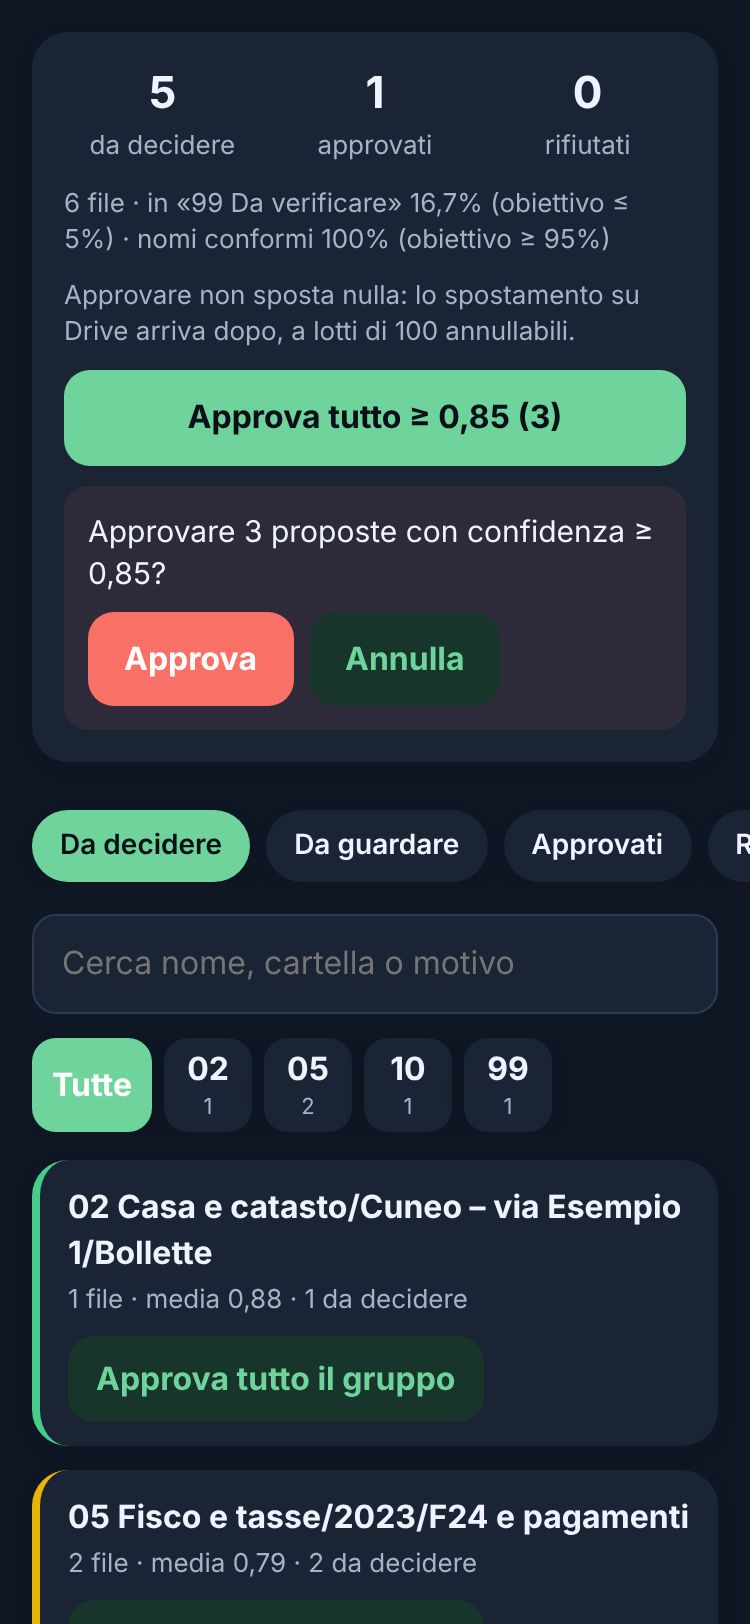 5 1 0
da decidere approvati rifiutati
6 file · in «99 Da verificare» 16,7% (obiettivo ≤
5%) · nomi conformi 100% (obiettivo ≥ 95%)
Approvare non sposta nulla: lo spostamento su
Drive arriva dopo, a lotti di 100 annullabili.
Approva tutto ≥ 0,85 (3)
Approvare 3 proposte con confidenza ≥
0,85?
Approva Annulla
Da decidere Da guardare Approvati
Cerca nome, cartella o motivo
Tutte 02 05 10 99
1 2 1 1
02 Casa e catasto/Cuneo – via Esempio
1/Bollette
1 file · media 0,88 · 1 da decidere
Approva tutto il gruppo
05 Fisco e tasse/2023/F24 e pagamenti
2 file · media 0,79 · 2 da decidere